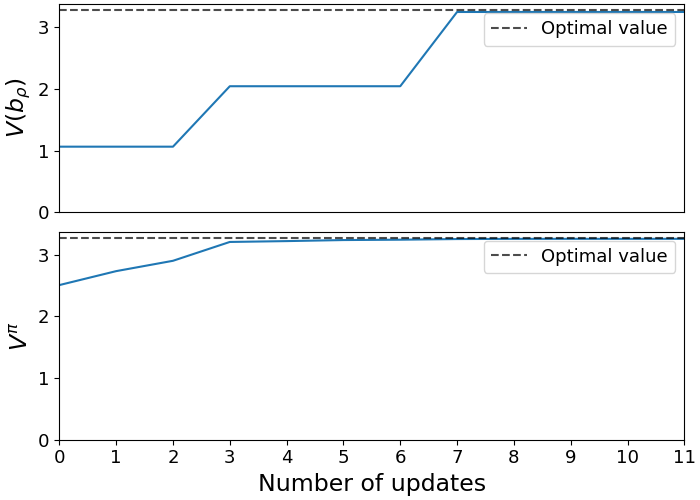 3
Optimal value
2
V(b_ρ)
1
0
3
Optimal value
2
V^π
1
0
0 1 2 3 4 5 6 7 8 9 10 11
Number of updates